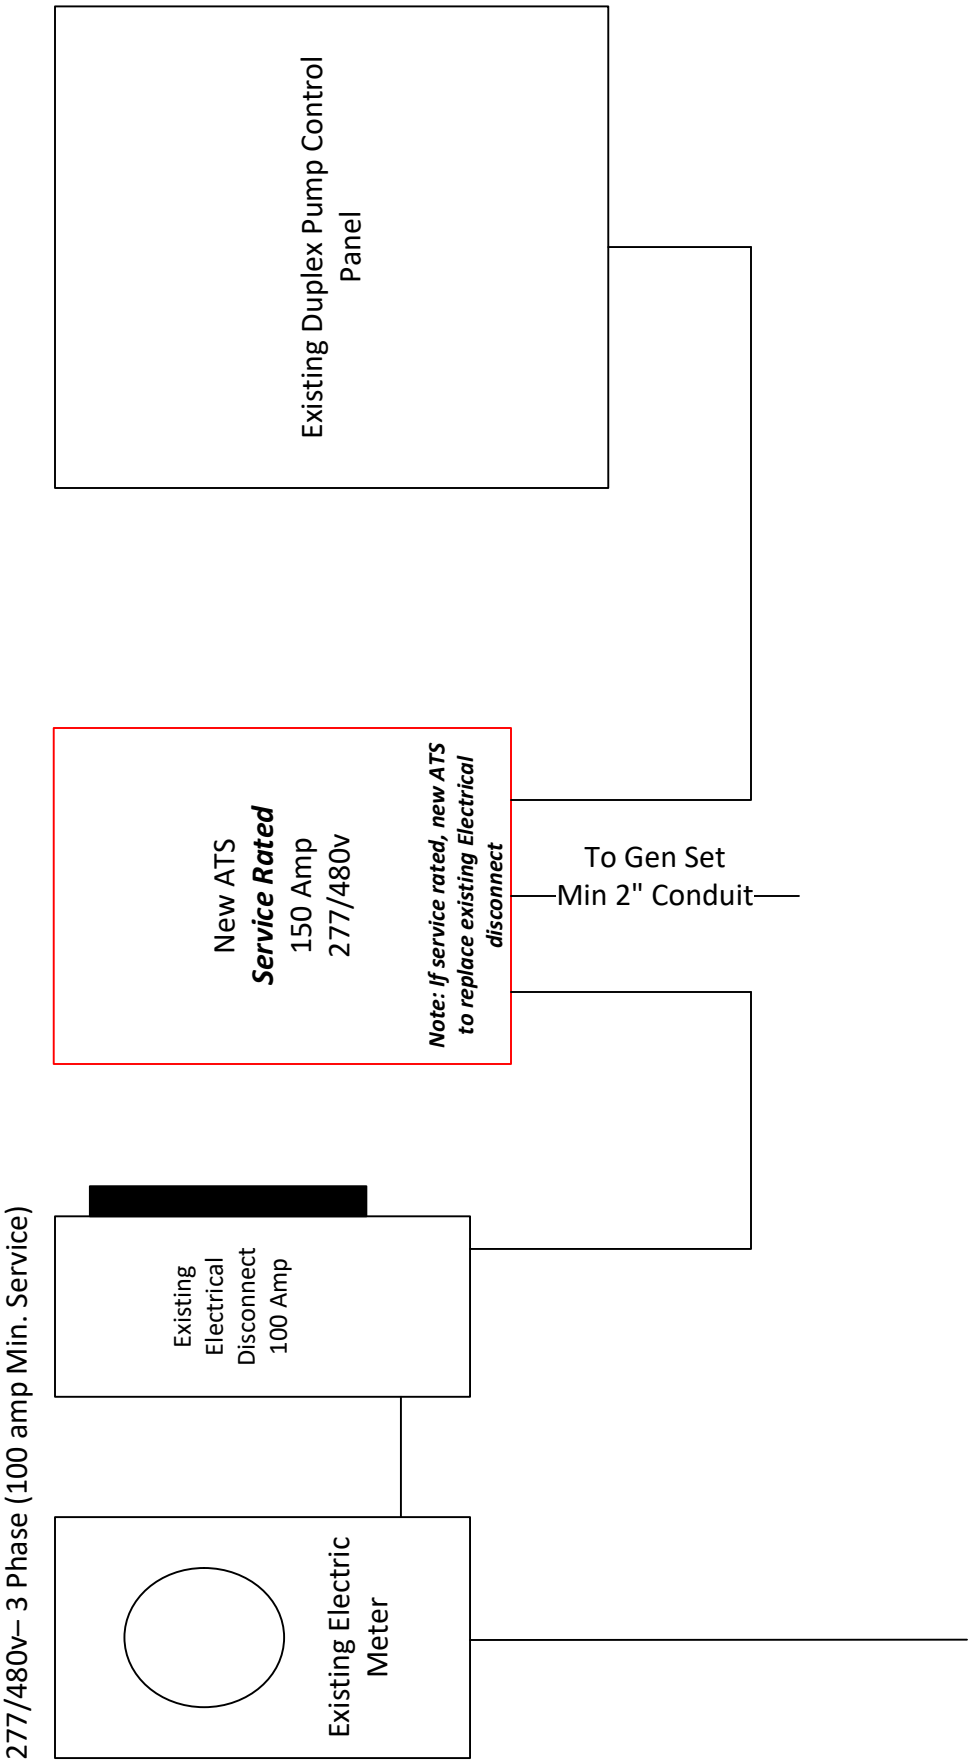 277/480v– 3 Phase (100 amp Min. Service)
Existing Electric
Meter
Existing
Electrical
Disconnect
100 Amp
New ATS
Service Rated
150 Amp
277/480v
Note: If service rated, new ATS
to replace existing Electrical
disconnect
To Gen Set
Min 2" Conduit
Existing Duplex Pump Control
Panel